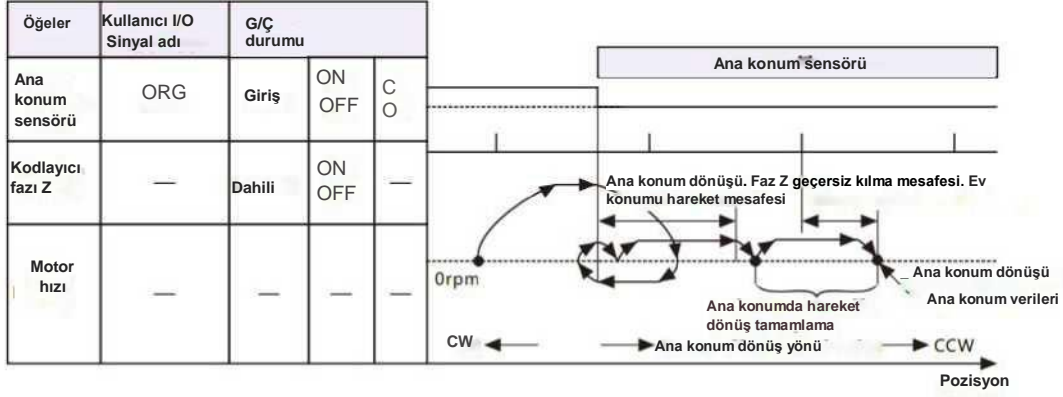 Öğeler
Kullanıcı I/O
Sinyal adı
G/Ç
durumu
Ana
konum
sensörü
ORG
Giriş
ON
OFF
C
O
Kodlayıcı
fazı Z
—
Dahili
ON
OFF
—
Motor
hızı
—
—
—
—
Ana konum sensörü
Ana konum dönüşü. Faz Z geçersiz kılma mesafesi. Ev
konumu hareket mesafesi
0rpm
Ana konum dönüşü
Ana konum verileri
Ana konumda hareket
dönüş tamamlama
CW
Ana konum dönüş yönü
CCW
Pozisyon